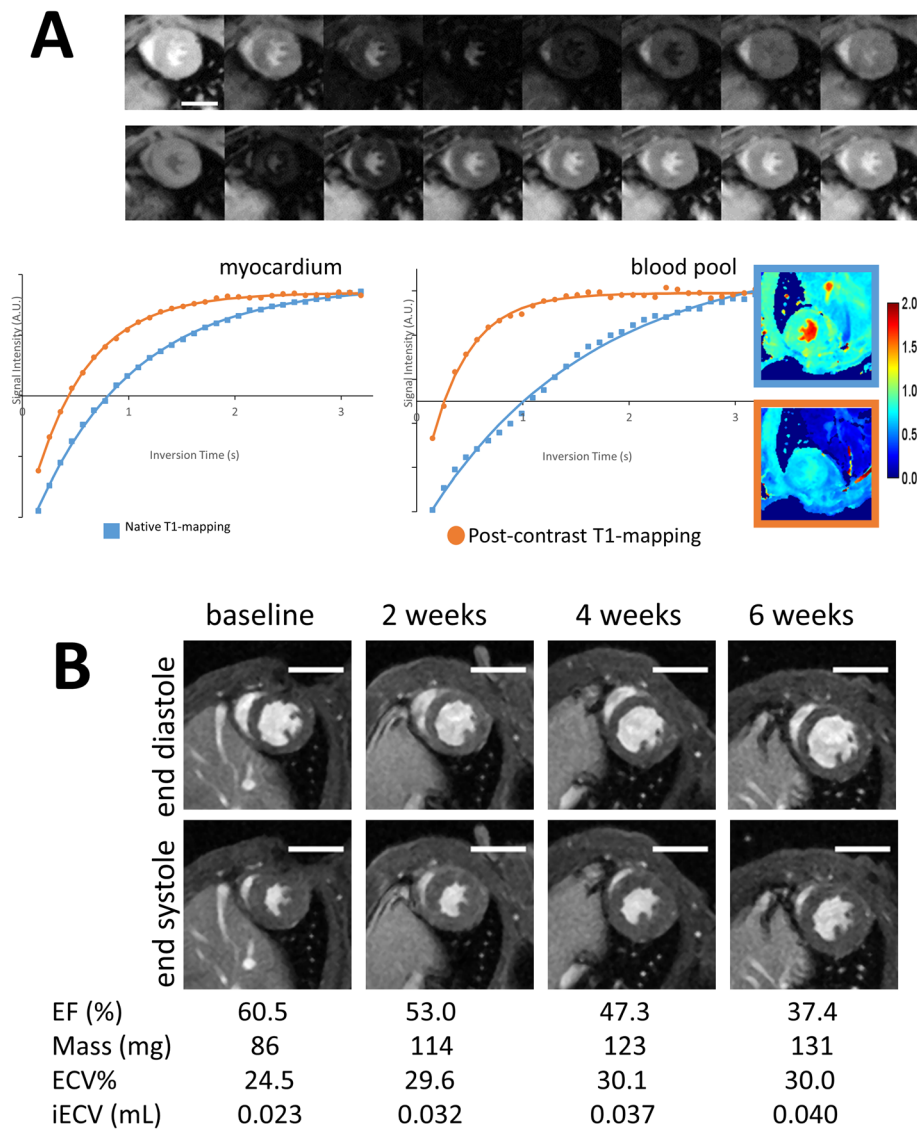 A
myocardium
blood pool
Signal Intensity (A.U.)
0
1
2
3
Inversion Time (s)
Signal Intensity (A.U.)
0
1
2
3
Inversion Time (s)
2.0
1.5
1.0
0.5
0.0
Native T1-mapping
Post-contrast T1-mapping
B
baseline 2 weeks 4 weeks 6 weeks
end diastole
end systole
EF (%) 60.5 53.0 47.3 37.4
Mass (mg) 86 114 123 131
ECV% 24.5 29.6 30.1 30.0
iECV (mL) 0.023 0.032 0.037 0.040